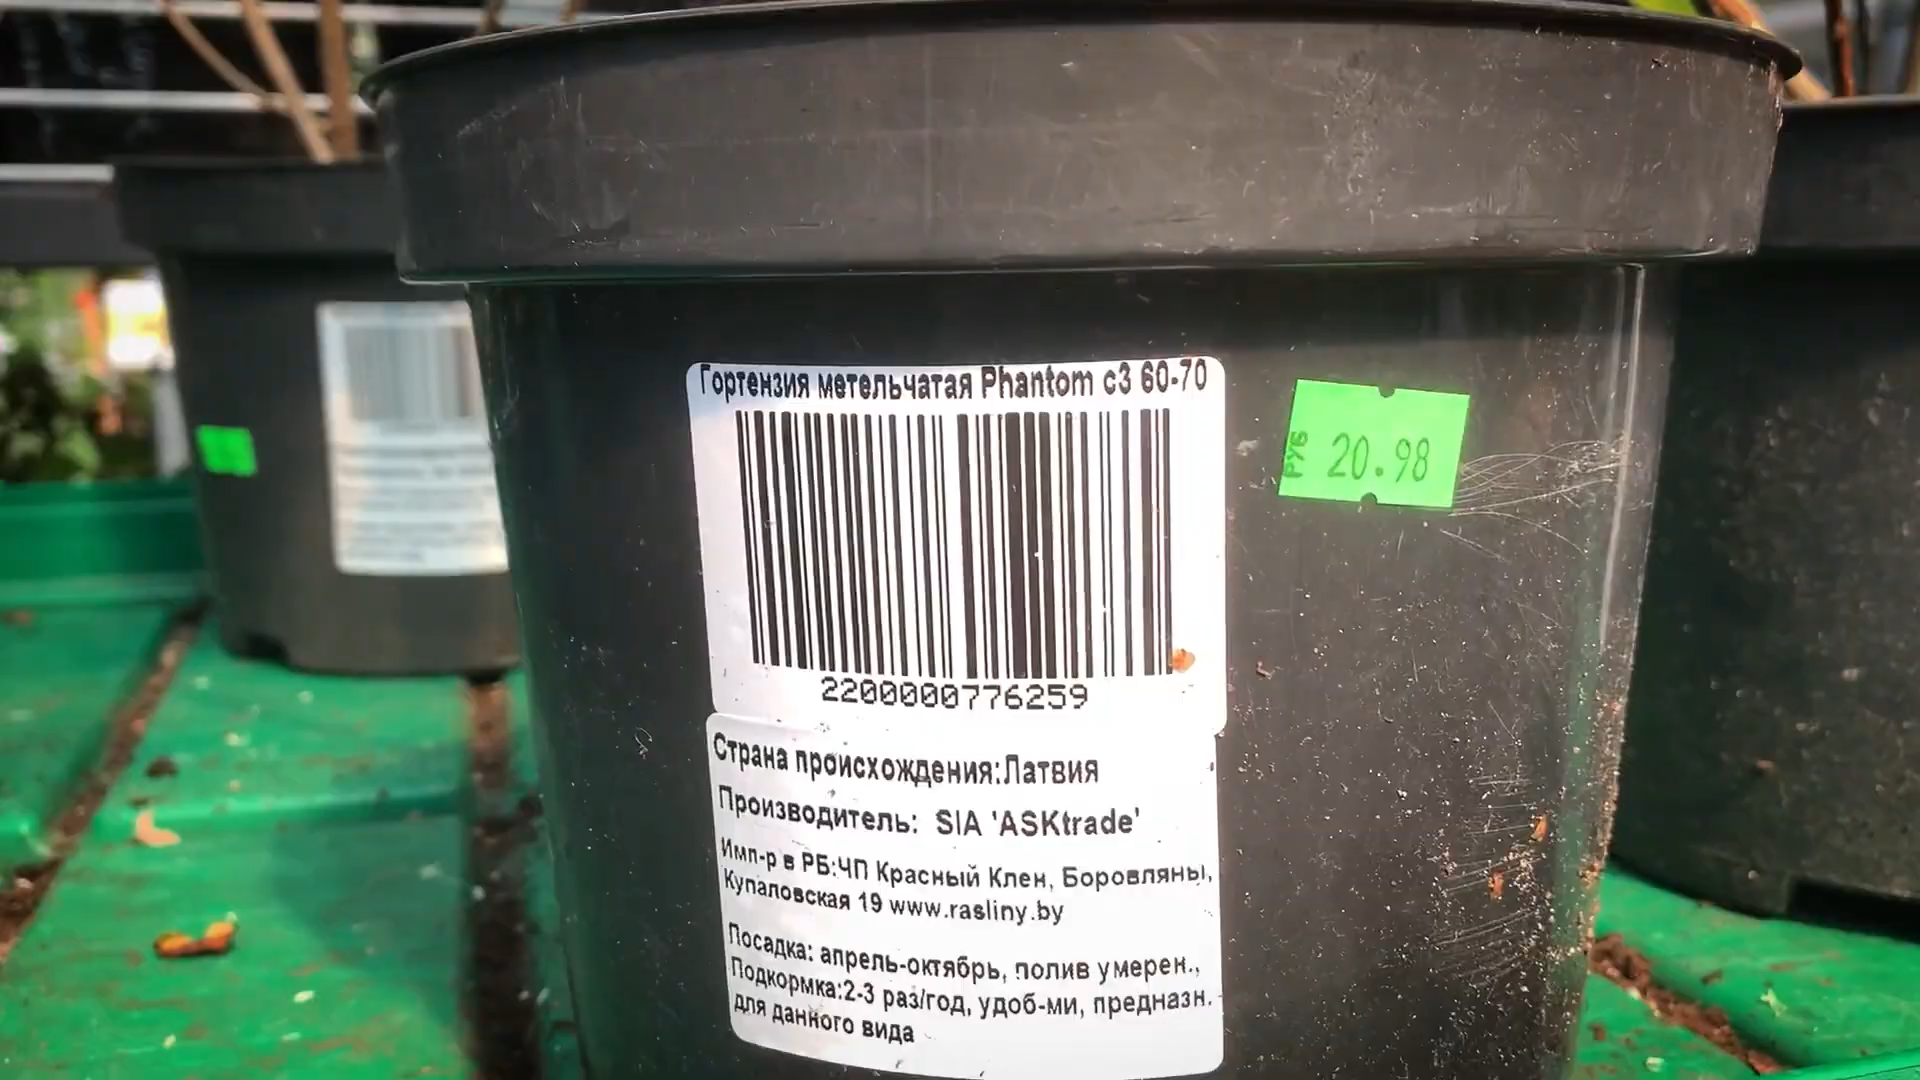 Гортензия метельчатая Phantom c3 60-70
2200000776259
РУБ 20.98
Страна происхождения:Латвия
Производитель: SIA 'ASKtrade'
Имп-р в РБ:ЧП Красный Клен, Боровляны,
Купаловская 19 www.rasliny.by
Посадка: апрель-октябрь, полив умерен.,
Подкормка:2-3 раз/год, удоб-ми, предназн.
для данного вида